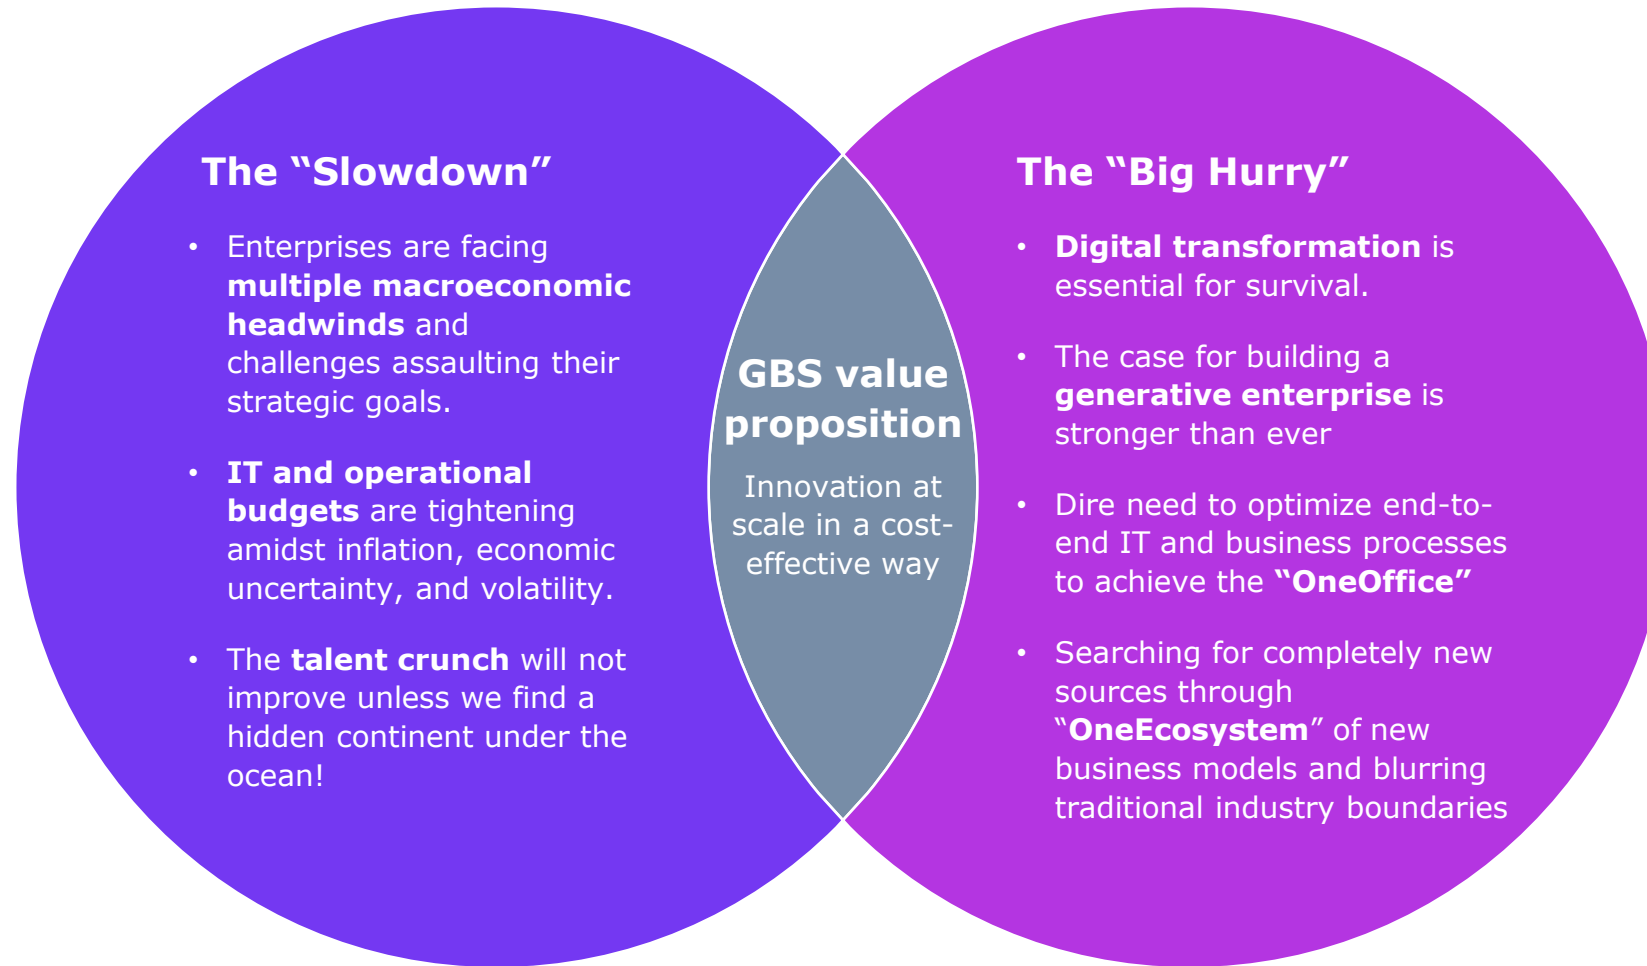 The “Slowdown”
• Enterprises are facing
multiple macroeconomic
headwinds and
challenges assaulting their
strategic goals.
• IT and operational
budgets are tightening
amidst inflation, economic
uncertainty, and volatility.
• The talent crunch will not
improve unless we find a
hidden continent under the
ocean!
GBS value
proposition
Innovation at
scale in a cost-
effective way
The “Big Hurry”
• Digital transformation is
essential for survival.
• The case for building a
generative enterprise is
stronger than ever
• Dire need to optimize end-to-
end IT and business processes
to achieve the “OneOffice”
• Searching for completely new
sources through
“OneEcosystem” of new
business models and blurring
traditional industry boundaries